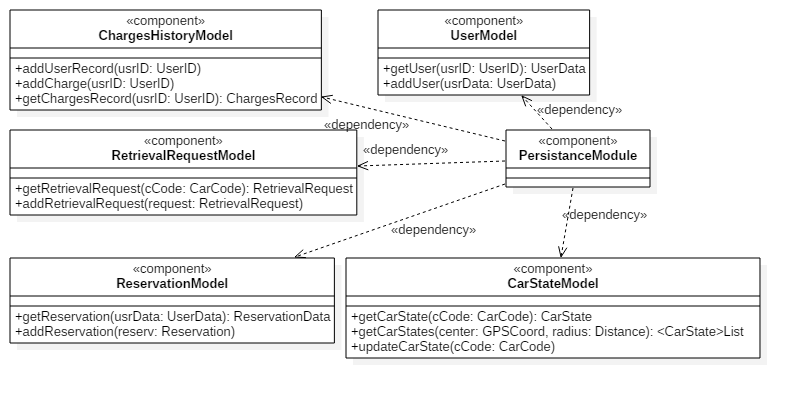 «component»
ChargesHistoryModel
+addUserRecord(usrID: UserID)
+addCharge(usrID: UserID)
+getChargesRecord(usrID: UserID): ChargesRecord
«component»
UserModel
+getUser(usrID: UserID): UserData
+addUser(usrData: UserData)
«dependency»
«dependency»
«component»
RetrievalRequestModel
+getRetrievalRequest(cCode: CarCode): RetrievalRequest
+addRetrievalRequest(request: RetrievalRequest)
«dependency»
«component»
PersistanceModule
«dependency»
«dependency»
«component»
ReservationModel
+getReservation(usrData: UserData): ReservationData
+addReservation(reserv: Reservation)
«component»
CarStateModel
+getCarState(cCode: CarCode): CarState
+getCarStates(center: GPSCoord, radius: Distance): <CarState>List
+updateCarState(cCode: CarCode)